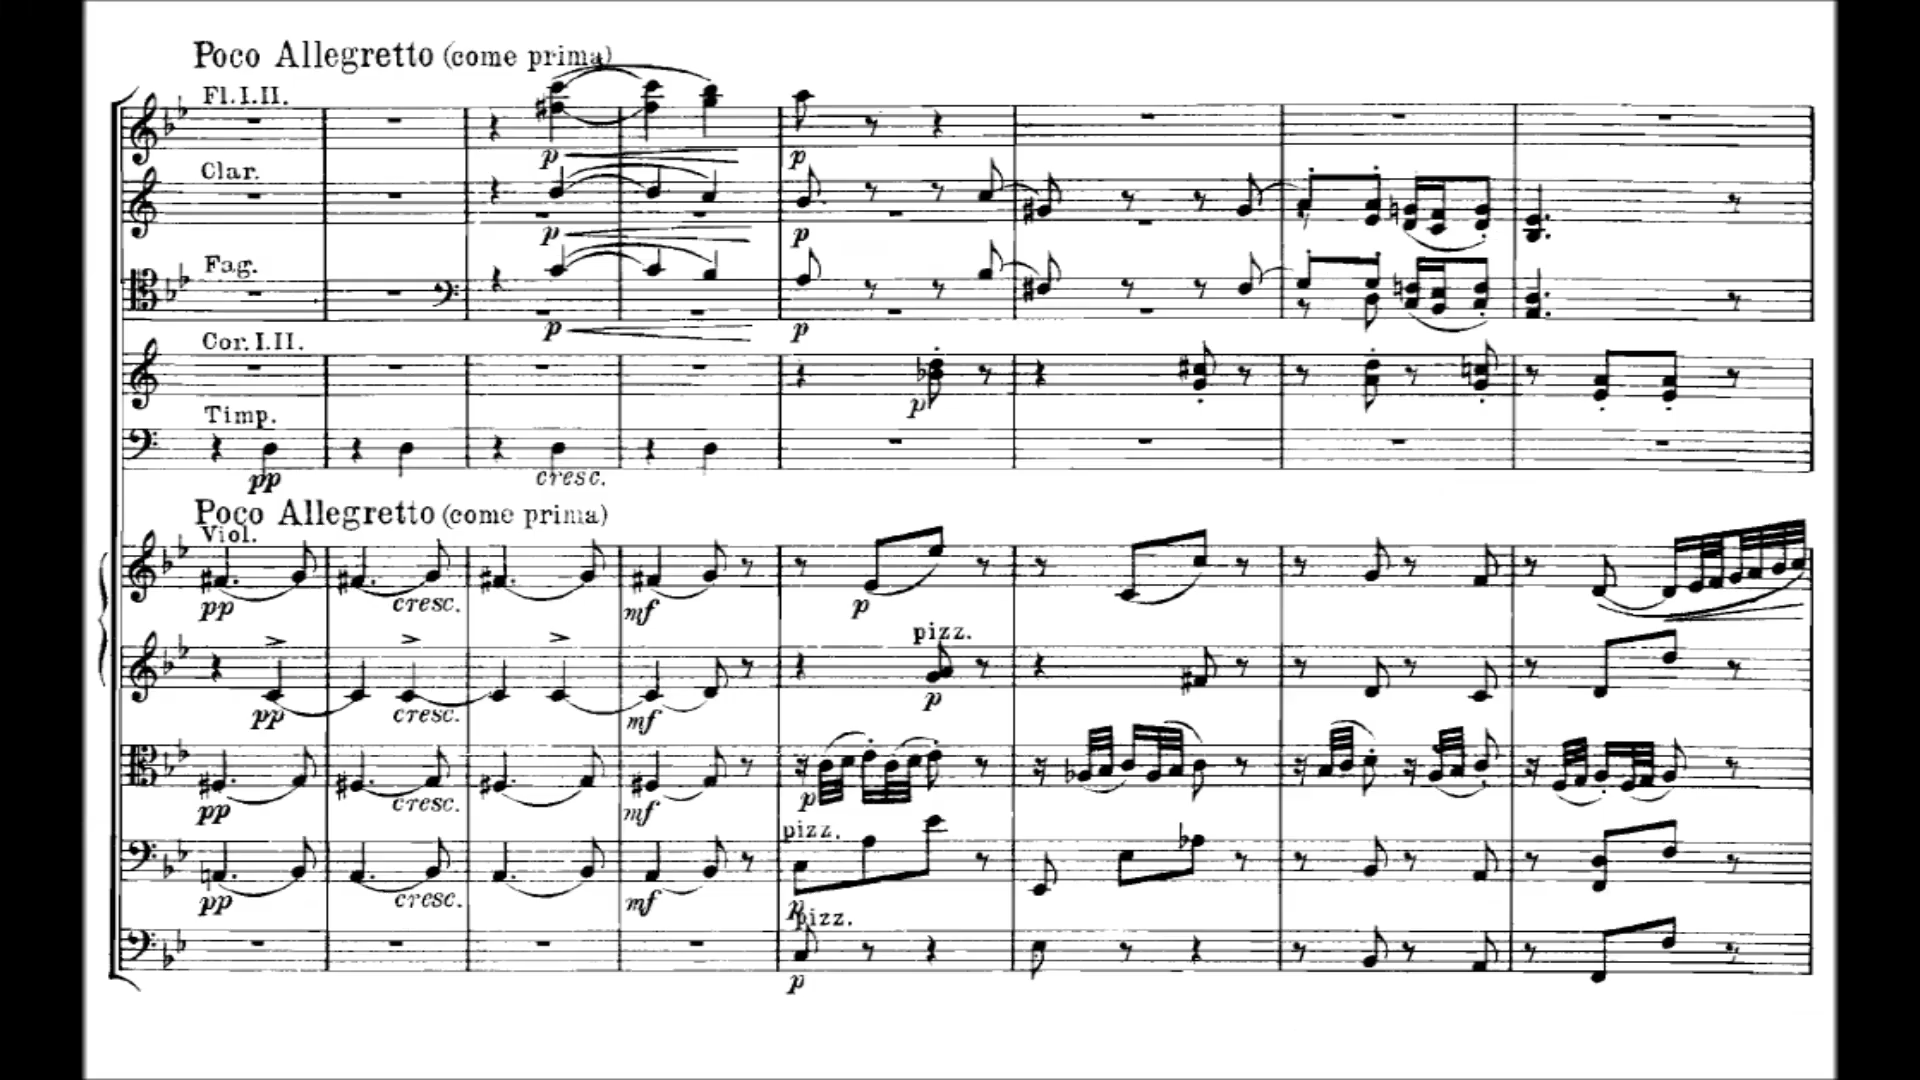 Poco Allegretto (come prima)
Fl. I. II.
p p
Clar.
p p
Fag.
p p
Cor. I. II.
p
Timp.
pp cresc.
Poco Allegretto (come prima)
Viol.
pp cresc. mf p
pizz.
pp cresc. mf p
pp cresc. mf p
pizz.
pp cresc. mf p
pizz.
p